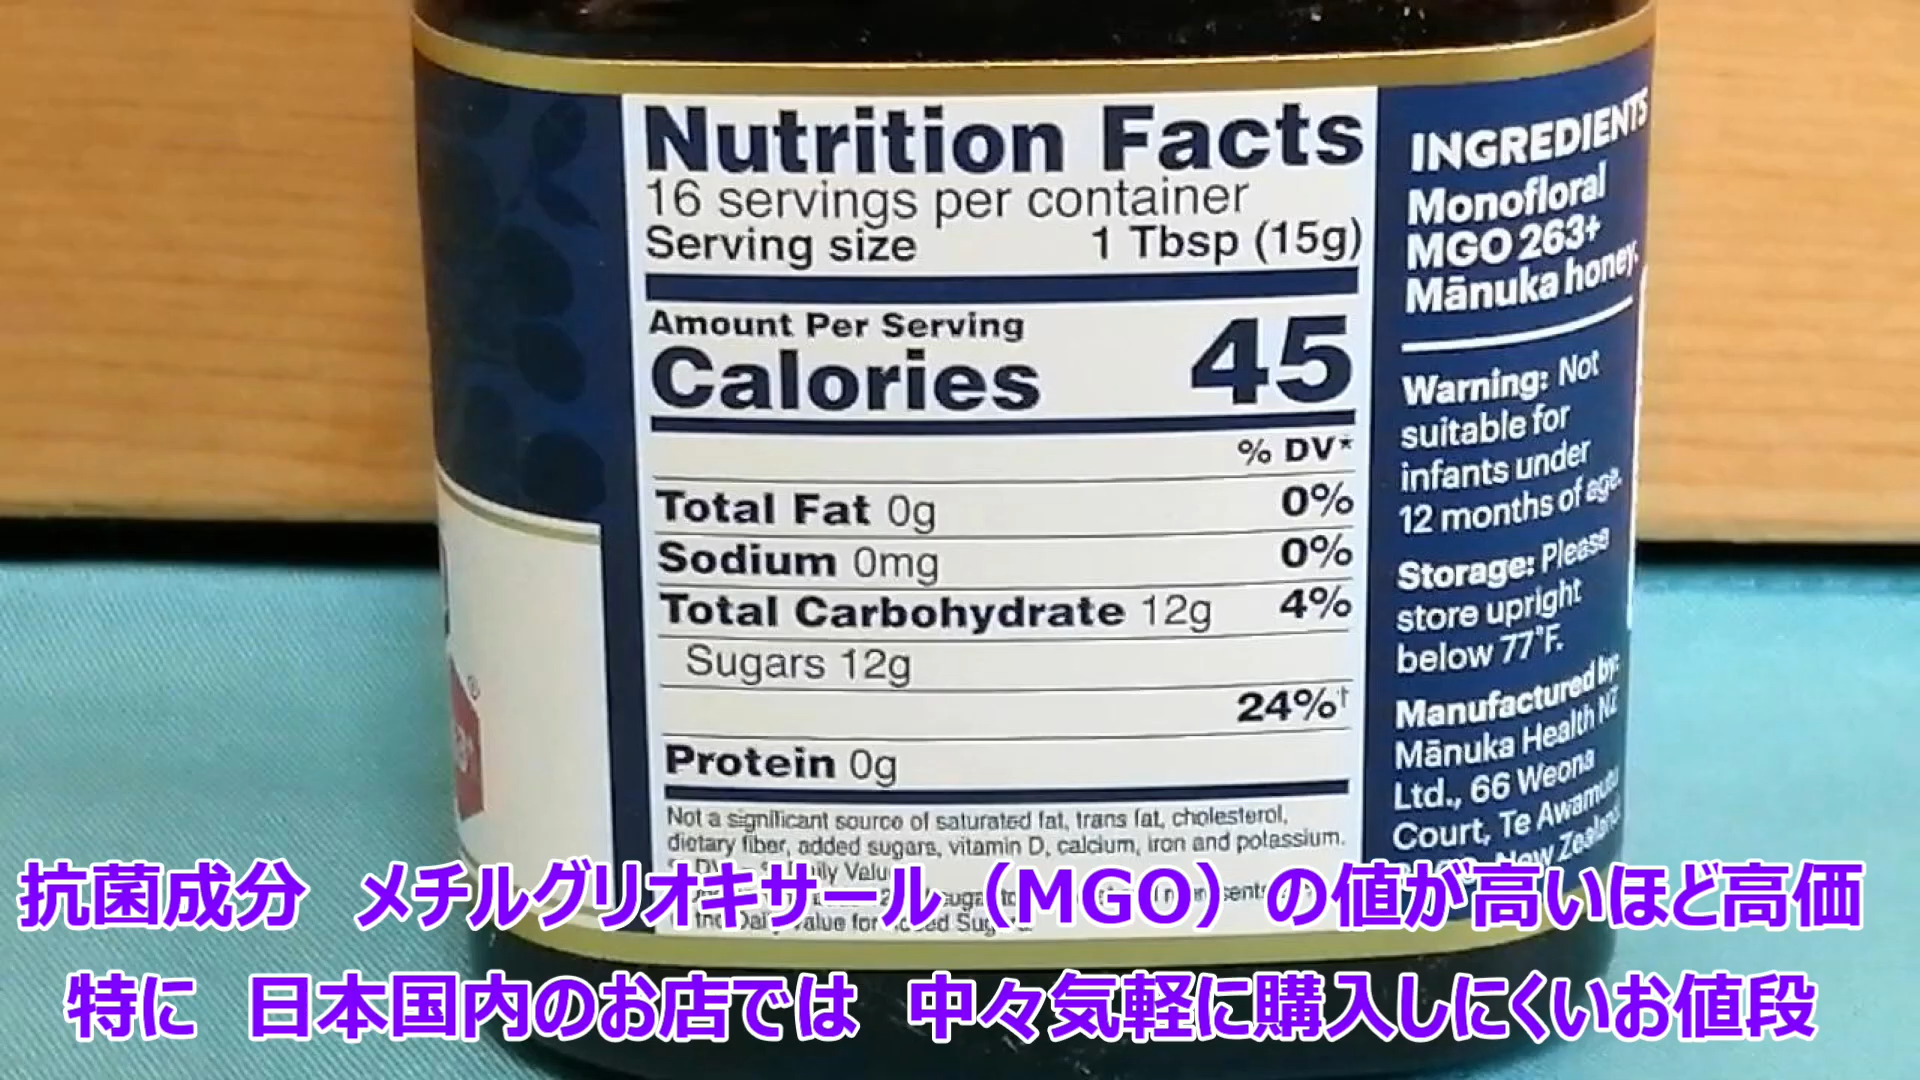 Nutrition Facts
16 servings per container
Serving size 1 Tbsp (15g)
Amount Per Serving
Calories 45
% DV*
Total Fat 0g 0%
Sodium 0mg 0%
Total Carbohydrate 12g 4%
Sugars 12g
24%†
Protein 0g
Not a significant source of saturated fat, trans fat, cholesterol,
dietary fiber, added sugars, vitamin D, calcium, iron and potassium.
INGREDIENTS
Monofloral
MGO 263+
Mānuka honey.
Warning: Not
suitable for
infants under
12 months of age.
Storage: Please
store upright
below 77°F.
Manufactured by:
Mānuka Health NZ
Ltd., 66 Weona
Court, Te Awamutu
New Zealand
抗菌成分 メチルグリオキサール（MGO）の値が高いほど高価
特に 日本国内のお店では 中々気軽に購入しにくいお値段